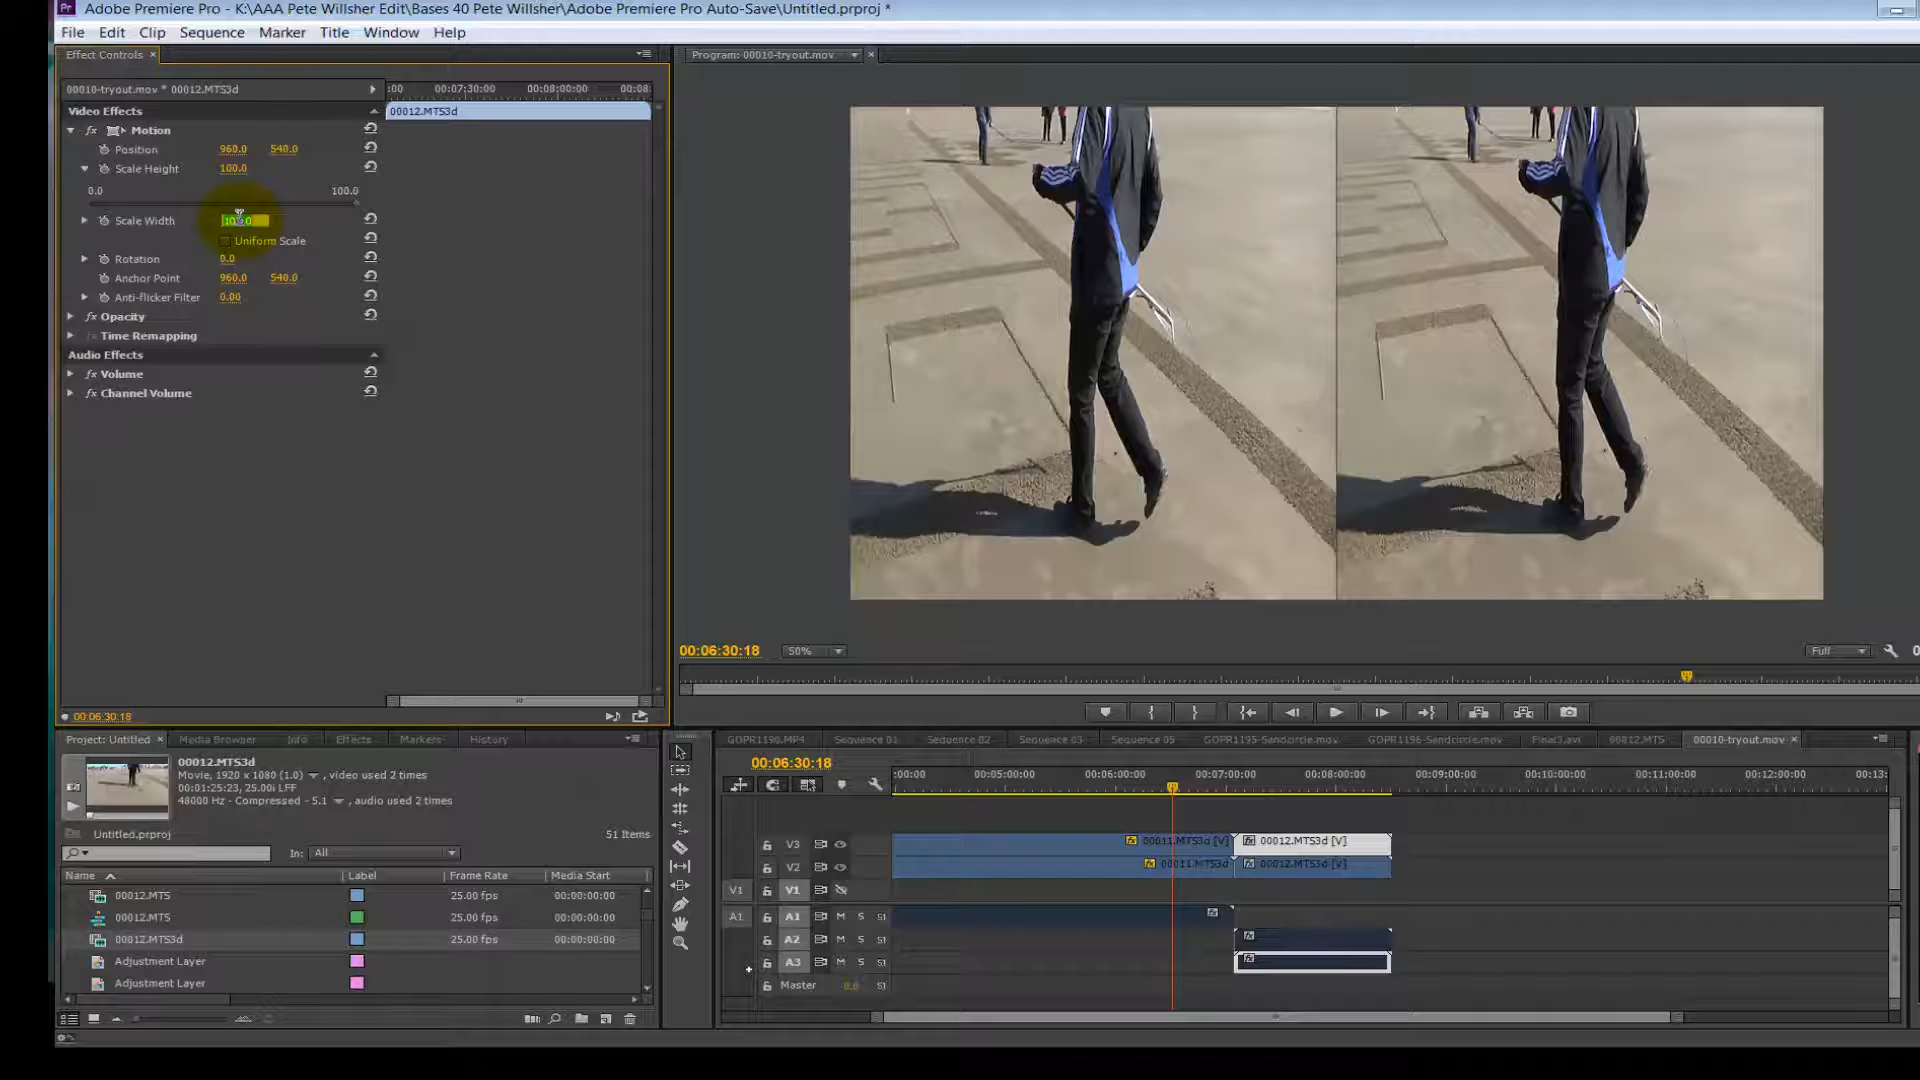 Adobe Premiere Pro - K:\AAA Pete Willsher Edit\Bases 40 Pete Willsher\Adobe Premiere Pro Auto-Save\Untitled.prproj *
File Edit Clip Sequence Marker Title Window Help
Effect Controls
Program: 00010-tryout.mov
00010-tryout.mov * 00012.MTS3d
:00 00:07:30:00 00:08:00:00 00:08:
Video Effects
00012.MTS3d
fx Motion
Position 960.0 540.0
Scale Height 100.0
0.0 100.0
Scale Width
Uniform Scale
Rotation 0.0
Anchor Point 960.0 540.0
Anti-flicker Filter 0.00
fx Opacity
fx Time Remapping
Audio Effects
fx Volume
fx Channel Volume
00:06:30:18 50% Full
00:06:30:18
Project: Untitled Media Browser Info Effects Markers History
GOPR1190.MP4 Sequence 01 Sequence 02 Sequence 03 Sequence 05 GOPR1195-Sandcircle.mov GOPR1196-Sandcircle.mov Final3.avi 00012.MTS 00010-tryout.mov
00012.MTS3d
Movie, 1920 x 1080 (1.0) , video used 2 times
00:01:25:23, 25.00i LFF
48000 Hz - Compressed - 5.1 , audio used 2 times
00:06:30:18
:00:00 00:05:00:00 00:06:00:00 00:07:00:00 00:08:00:00 00:09:00:00 00:10:00:00 00:11:00:00 00:12:00:00 00:13:
Untitled.prproj 51 Items
In: All
Name Label Frame Rate Media Start
00012.MTS 25.00 fps 00:00:00:00
00012.MTS 25.00 fps 00:00:00:00
00012.MTS3d 25.00 fps 00:00:00:00
Adjustment Layer
Adjustment Layer
V3 00011.MTS3d [V] 00012.MTS3d [V]
V2 00011.MTS3d 00012.MTS3d [V]
V1 V1
A1 A1 M S
A2 M S
A3 M S
Master 0.0